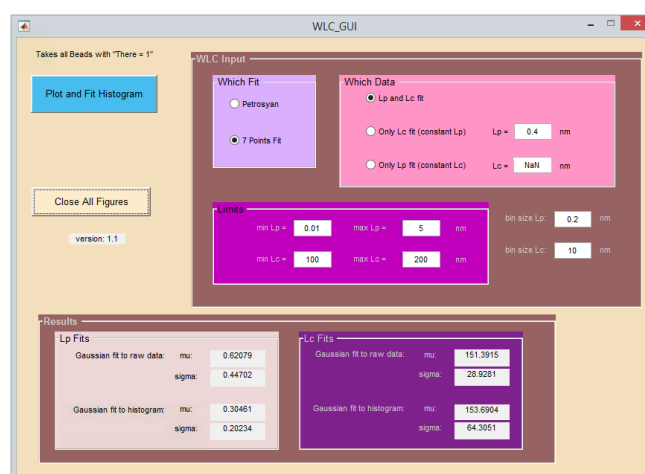 WLC_GUI
Takes all Beads with "There = 1"
Plot and Fit Histogram
Close All Figures
version: 1.1
WLC Input
Which Fit
Petrosyan
7 Points Fit
Which Data
Lp and Lc fit
Only Lc fit (constant Lp) Lp = 0.4 nm
Only Lp fit (constant Lc) Lc = NaN nm
Limits
min Lp = 0.01 max Lp = 5 nm
min Lc = 100 max Lc = 200 nm
bin size Lp: 0.2 nm
bin size Lc: 10 nm
Results
Lp Fits
Gaussian fit to raw data: mu: 0.62079
sigma: 0.44702
Gaussian fit to histogram: mu: 0.30461
sigma: 0.20234
Lc Fits
Gaussian fit to raw data: mu: 151.3915
sigma: 28.9281
Gaussian fit to histogram: mu: 153.6904
sigma: 64.3051